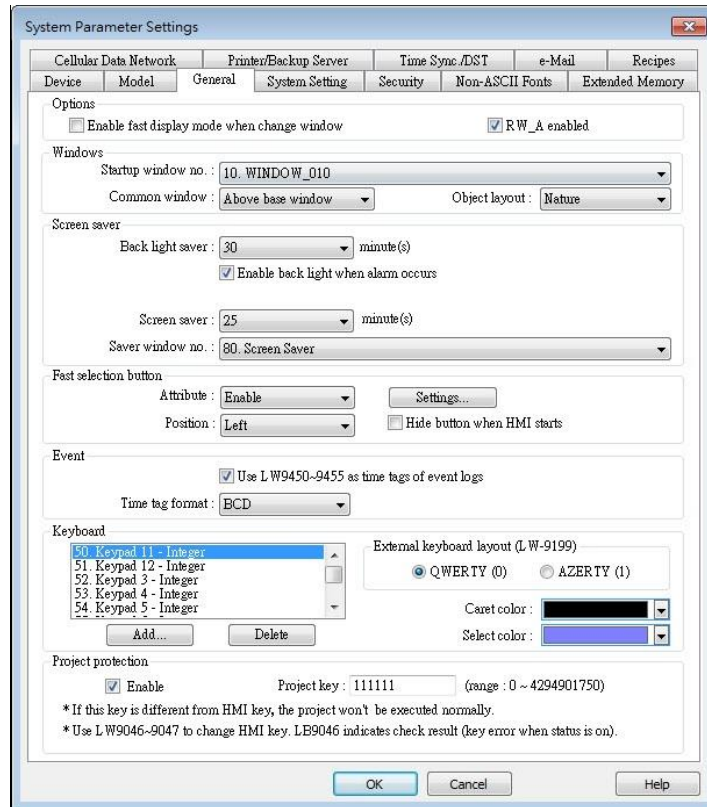 System Parameter Settings
Cellular Data Network Printer/Backup Server Time Sync./DST e-Mail Recipes
Device Model General System Setting Security Non-ASCII Fonts Extended Memory
Options
Enable fast display mode when change window RW_A enabled
Windows
Startup window no. : 10. WINDOW_010
Common window : Above base window Object layout : Nature
Screen saver
Back light saver : 30 minute(s)
Enable back light when alarm occurs
Screen saver : 25 minute(s)
Saver window no. : 80. Screen Saver
Fast selection button
Attribute : Enable Settings...
Position : Left Hide button when HMI starts
Event
Use LW9450~9455 as time tags of event logs
Time tag format : BCD
Keyboard
50. Keypad 11 - Integer
51. Keypad 12 - Integer
52. Keypad 3 - Integer
53. Keypad 4 - Integer
54. Keypad 5 - Integer
External keyboard layout (LW-9199)
QWERTY (0) AZERTY (1)
Caret color :
Add... Delete Select color :
Project protection
Enable Project key : 111111 (range : 0 ~ 4294901750)
* If this key is different from HMI key, the project won't be executed normally.
* Use LW9046~9047 to change HMI key. LB9046 indicates check result (key error when status is on).
OK Cancel Help